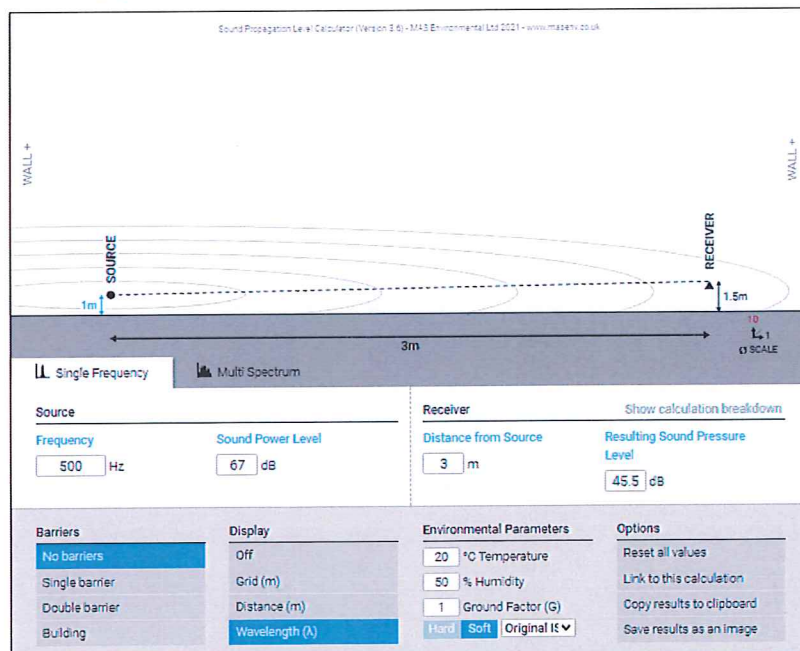 Sound Propagation Level Calculator (Version 3.6) - MAS Environmental Ltd 2021 - www.masenv.co.uk
WALL +
WALL +
SOURCE
RECEIVER
1m
1.5m
3m
10
1
Ø SCALE
Single Frequency
Multi Spectrum
Source
Receiver
Show calculation breakdown
Frequency
Sound Power Level
Distance from Source
Resulting Sound Pressure
Level
500 Hz
67 dB
3 m
45.5 dB
Barriers
Display
Environmental Parameters
Options
No barriers
Off
20 °C Temperature
Reset all values
Single barrier
Grid (m)
50 % Humidity
Link to this calculation
Double barrier
Distance (m)
1 Ground Factor (G)
Copy results to clipboard
Building
Wavelength (λ)
Hard Soft Original IS
Save results as an image